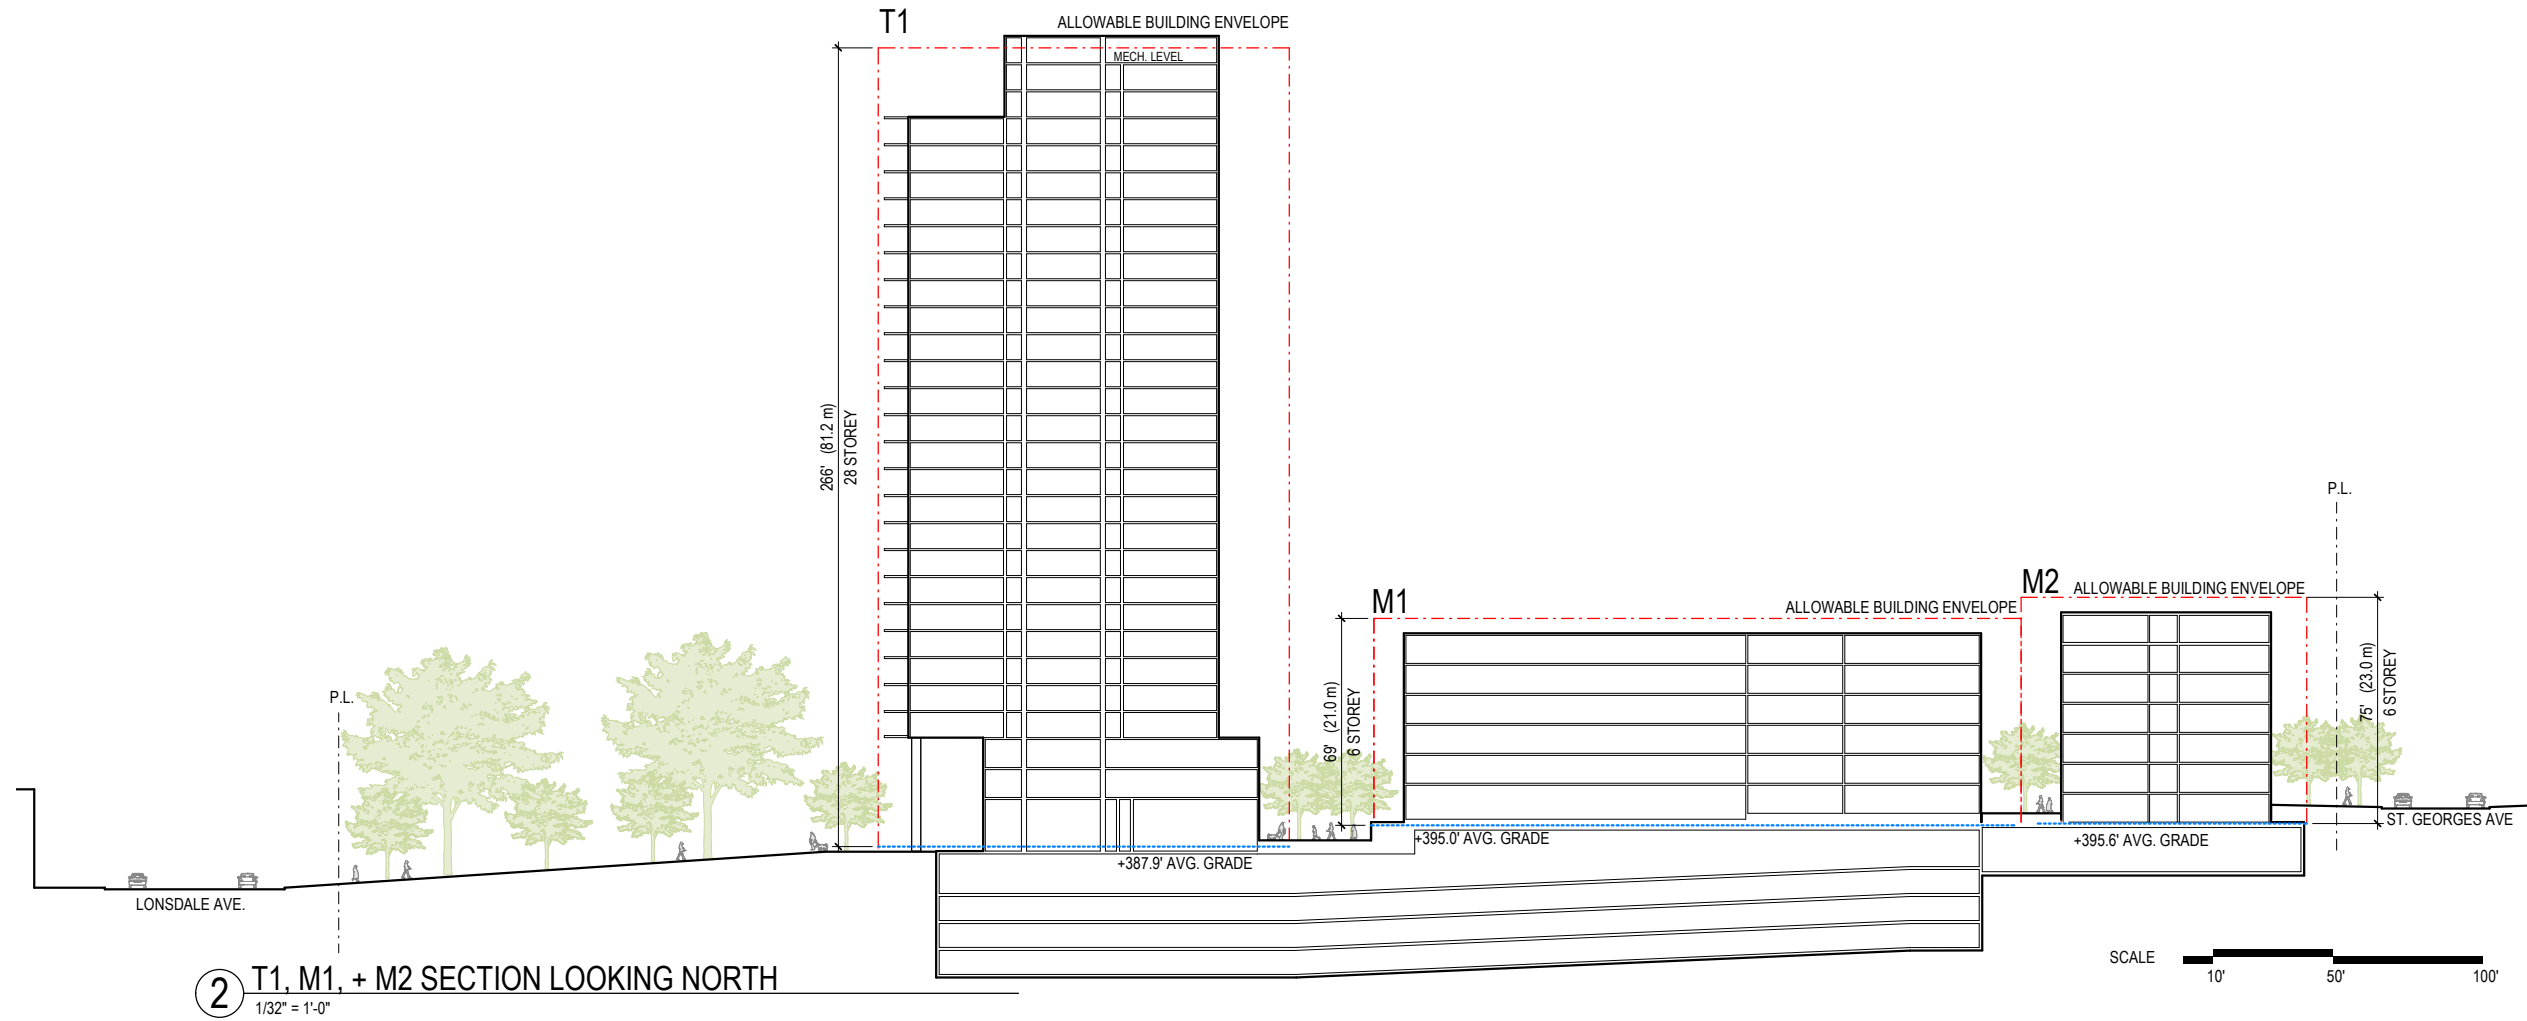 T1
ALLOWABLE BUILDING ENVELOPE
MECH. LEVEL
266' (81.2 m)
28 STOREY
P.L.
M2
ALLOWABLE BUILDING ENVELOPE
M1
ALLOWABLE BUILDING ENVELOPE
69' (21.0 m)
6 STOREY
75' (23.0 m)
6 STOREY
P.L.
ST. GEORGES AVE
+395.0' AVG. GRADE
+395.6' AVG. GRADE
+387.9' AVG. GRADE
LONSDALE AVE.
2
T1, M1, + M2 SECTION LOOKING NORTH
1/32" = 1'-0"
SCALE
10' 50' 100'